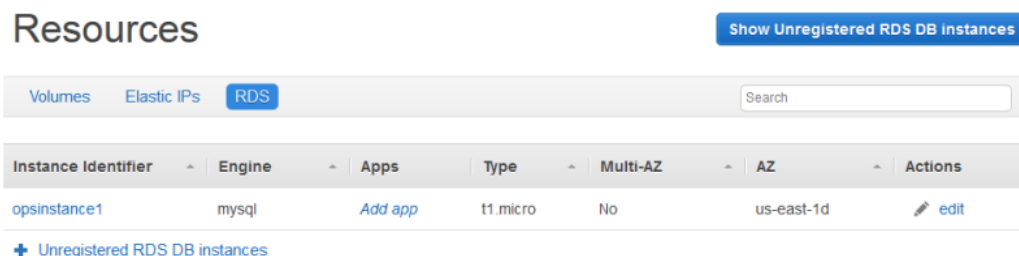 Resources
Show Unregistered RDS DB instances
Volumes Elastic IPs RDS
Search
Instance Identifier Engine Apps Type Multi-AZ AZ Actions
opsinstance1 mysql Add app t1.micro No us-east-1d edit
Unregistered RDS DB instances